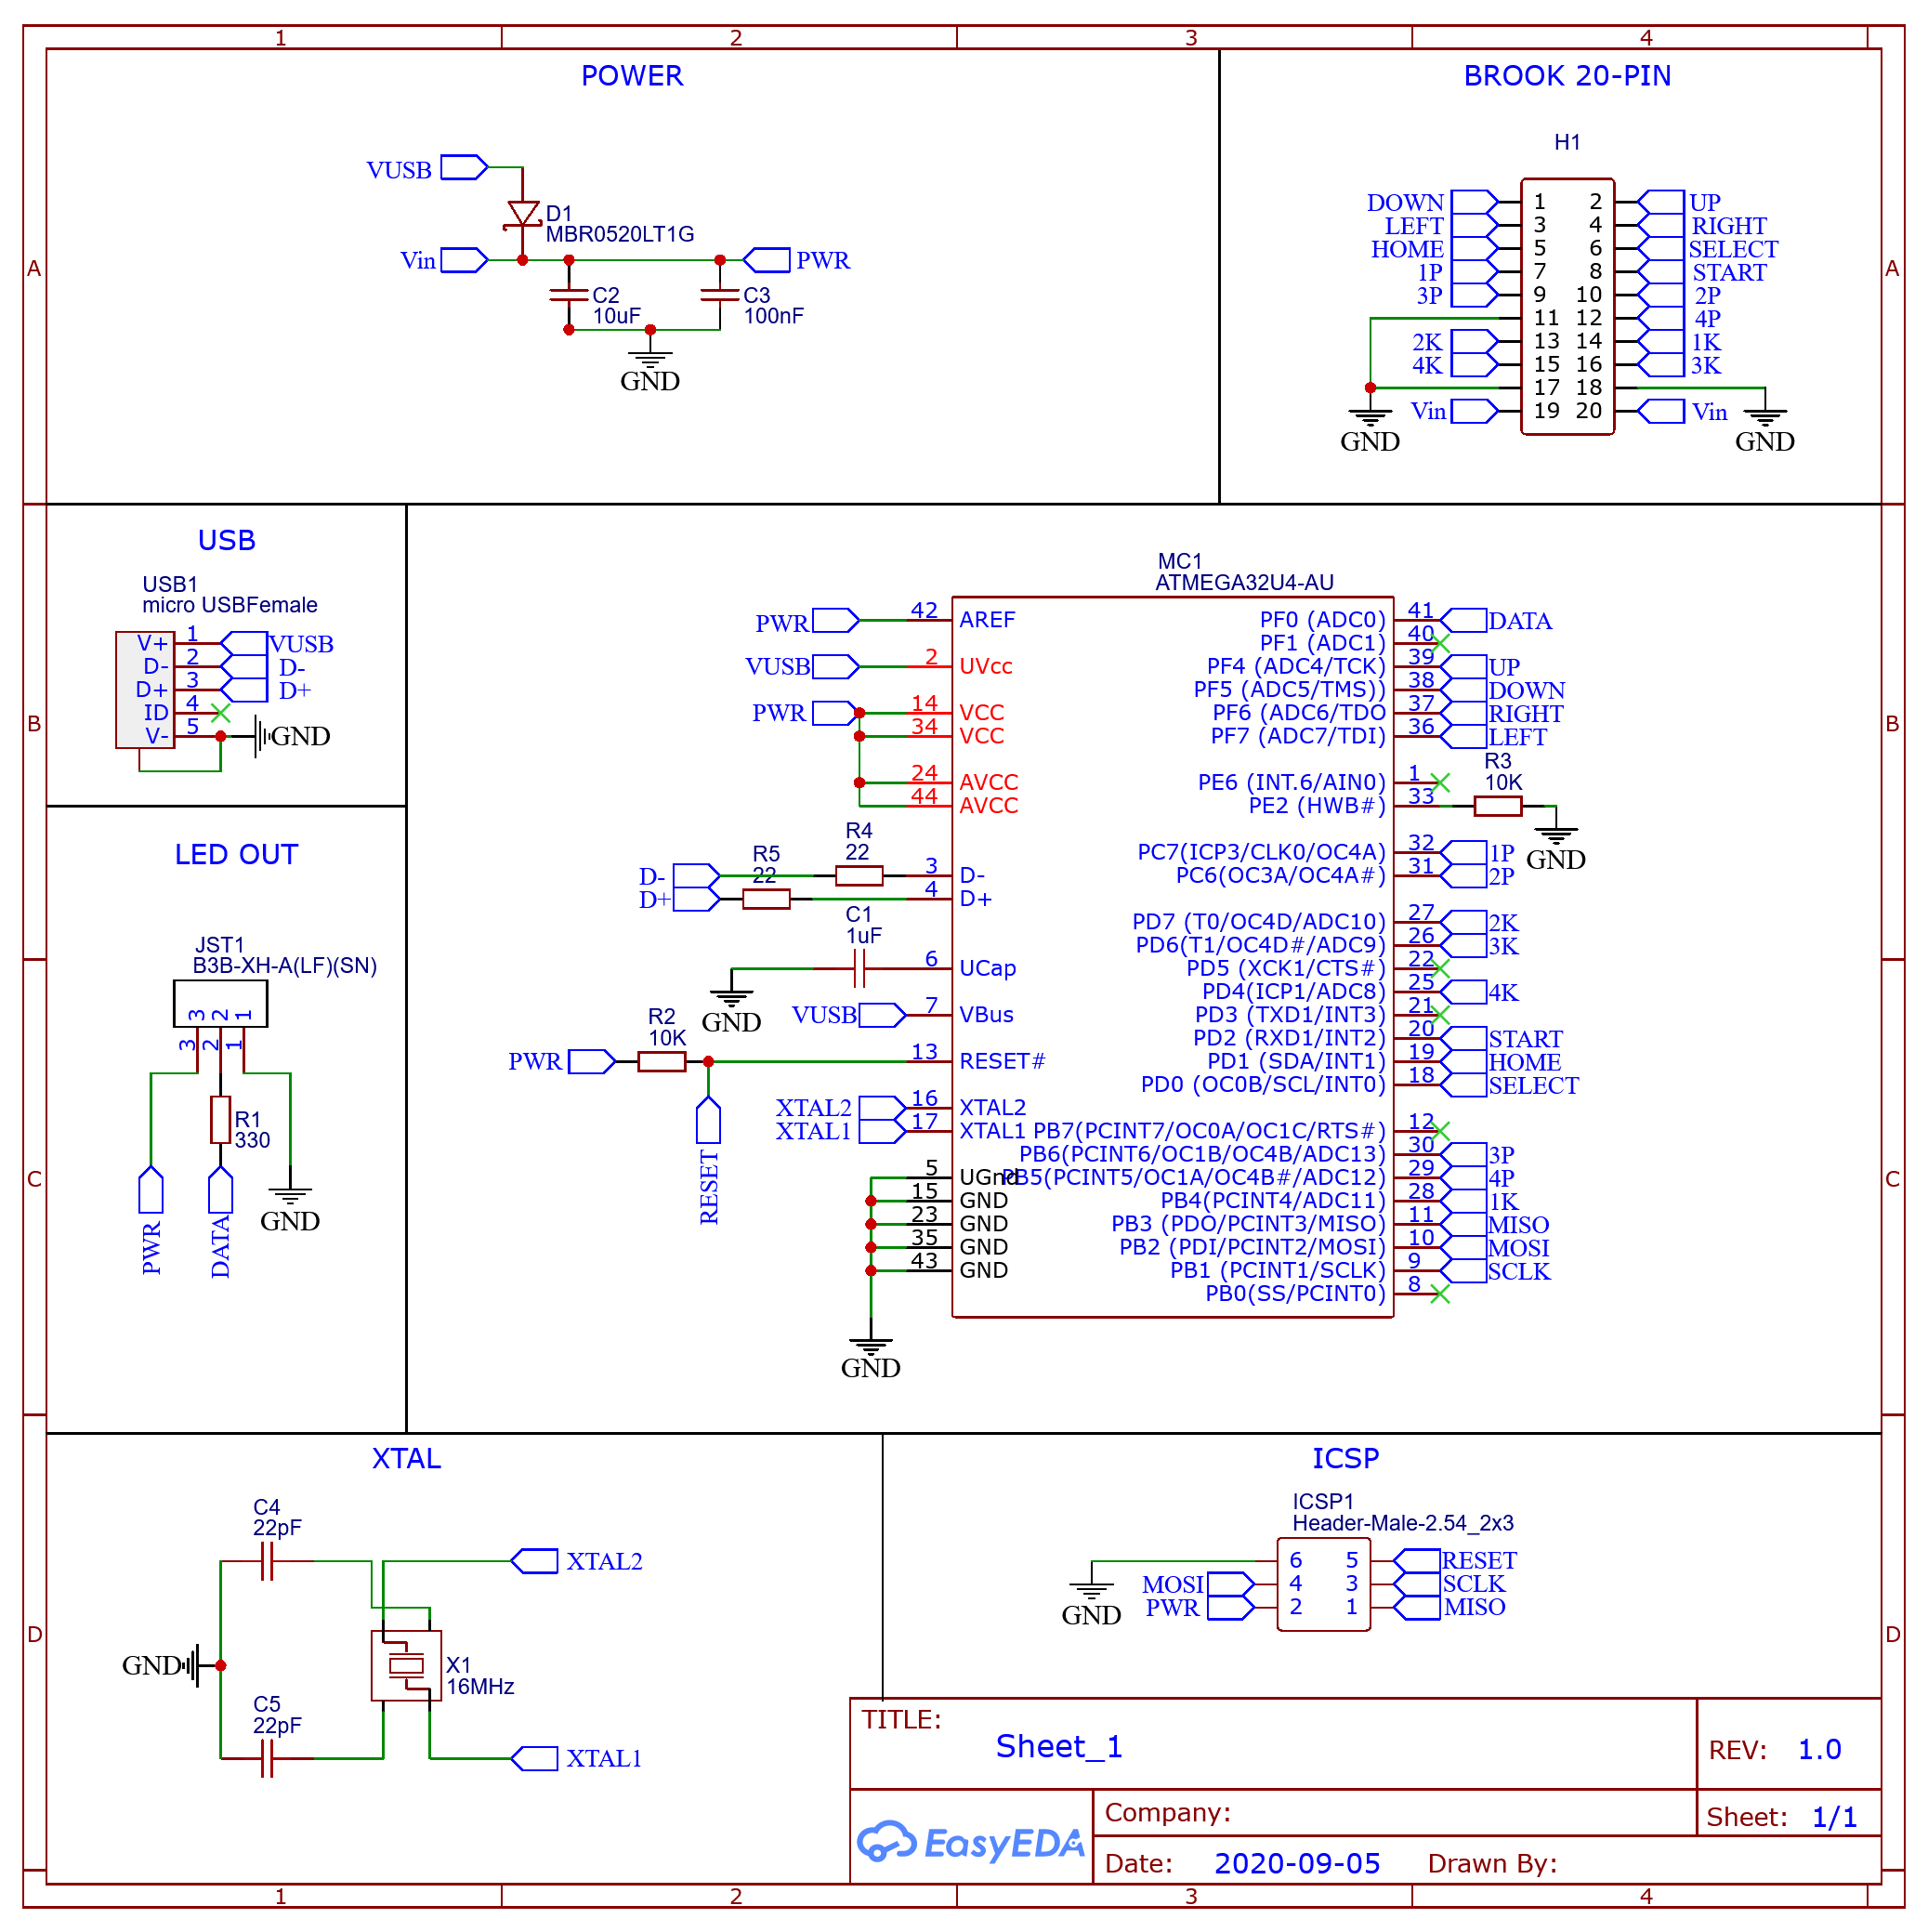 1 2 3 4
A
B
C
D
A
B
C
D
POWER
VUSB
D1
MBR0520LT1G
Vin
PWR
C2
10uF
C3
100nF
GND
BROOK 20-PIN
H1
DOWN 1 2 UP
LEFT 3 4 RIGHT
HOME 5 6 SELECT
1P 7 8 START
3P 9 10 2P
11 12 4P
2K 13 14 1K
4K 15 16 3K
17 18
Vin 19 20 Vin
GND GND
USB
USB1
micro USBFemale
V+ 1 VUSB
D- 2 D-
D+ 3 D+
ID 4
V- 5 GND
LED OUT
JST1
B3B-XH-A(LF)(SN)
3 2 1
3 2 1
R1
330
GND
PWR
DATA
MC1
ATMEGA32U4-AU
PWR 42 AREF
VUSB 2 UVcc
PWR 14 VCC
34 VCC
24 AVCC
44 AVCC
R4
22
R5
22
D- 3 D-
D+ 4 D+
C1
1uF
6 UCap
GND
VUSB 7 VBus
R2
10K
PWR 13 RESET#
RESET
XTAL2 16 XTAL2
XTAL1 17 XTAL1
5 UGnd
15 GND
23 GND
35 GND
43 GND
GND
PF0 (ADC0) 41 DATA
PF1 (ADC1) 40
PF4 (ADC4/TCK) 39 UP
PF5 (ADC5/TMS)) 38 DOWN
PF6 (ADC6/TDO 37 RIGHT
PF7 (ADC7/TDI) 36 LEFT
PE6 (INT.6/AIN0) 1
PE2 (HWB#) 33
R3
10K
GND
PC7(ICP3/CLK0/OC4A) 32 1P
PC6(OC3A/OC4A#) 31 2P
PD7 (T0/OC4D/ADC10) 27 2K
PD6(T1/OC4D#/ADC9) 26 3K
PD5 (XCK1/CTS#) 22
PD4(ICP1/ADC8) 25 4K
PD3 (TXD1/INT3) 21
PD2 (RXD1/INT2) 20 START
PD1 (SDA/INT1) 19 HOME
PD0 (OC0B/SCL/INT0) 18 SELECT
PB7(PCINT7/OC0A/OC1C/RTS#) 12
PB6(PCINT6/OC1B/OC4B/ADC13) 30 3P
PB5(PCINT5/OC1A/OC4B#/ADC12) 29 4P
PB4(PCINT4/ADC11) 28 1K
PB3 (PDO/PCINT3/MISO) 11 MISO
PB2 (PDI/PCINT2/MOSI) 10 MOSI
PB1 (PCINT1/SCLK) 9 SCLK
PB0(SS/PCINT0) 8
XTAL
C4
22pF
XTAL2
GND
X1
16MHz
C5
22pF
XTAL1
ICSP
ICSP1
Header-Male-2.54_2x3
6 5 RESET
MOSI 4 3 SCLK
PWR 2 1 MISO
GND
TITLE:
Sheet_1
REV: 1.0
EasyEDA
Company:
Sheet: 1/1
Date: 2020-09-05 Drawn By:
1 2 3 4